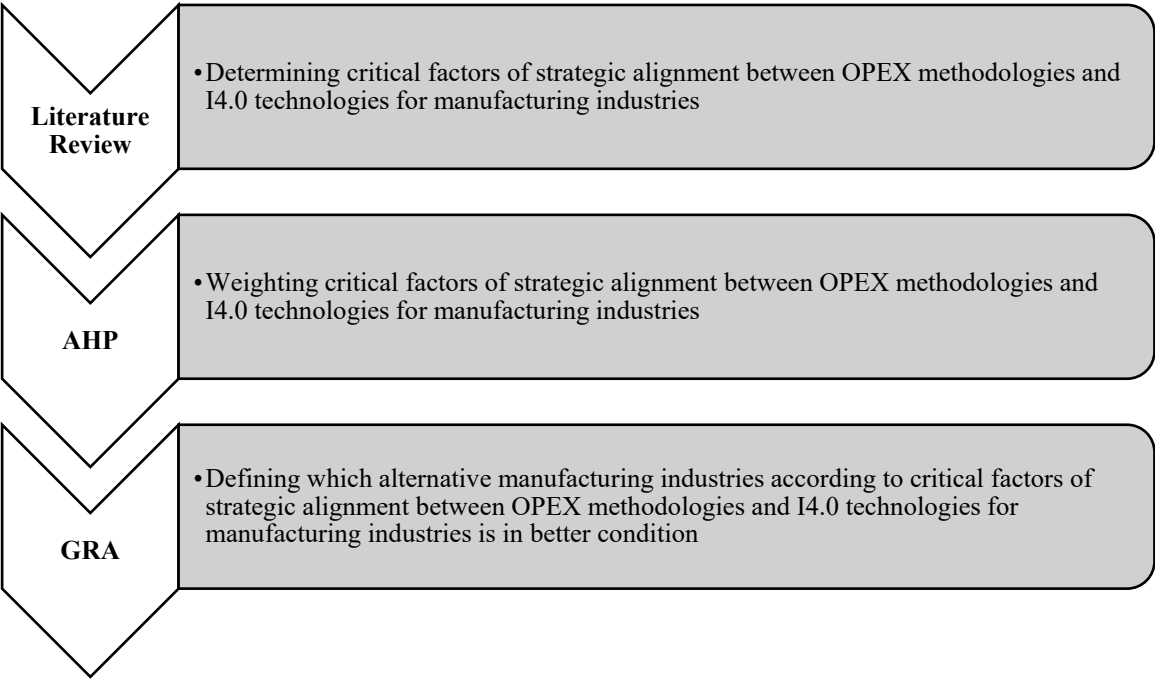 Literature
Review
•Determining critical factors of strategic alignment between OPEX methodologies and
I4.0 technologies for manufacturing industries
AHP
•Weighting critical factors of strategic alignment between OPEX methodologies and
I4.0 technologies for manufacturing industries
GRA
•Defining which alternative manufacturing industries according to critical factors of
strategic alignment between OPEX methodologies and I4.0 technologies for
manufacturing industries is in better condition